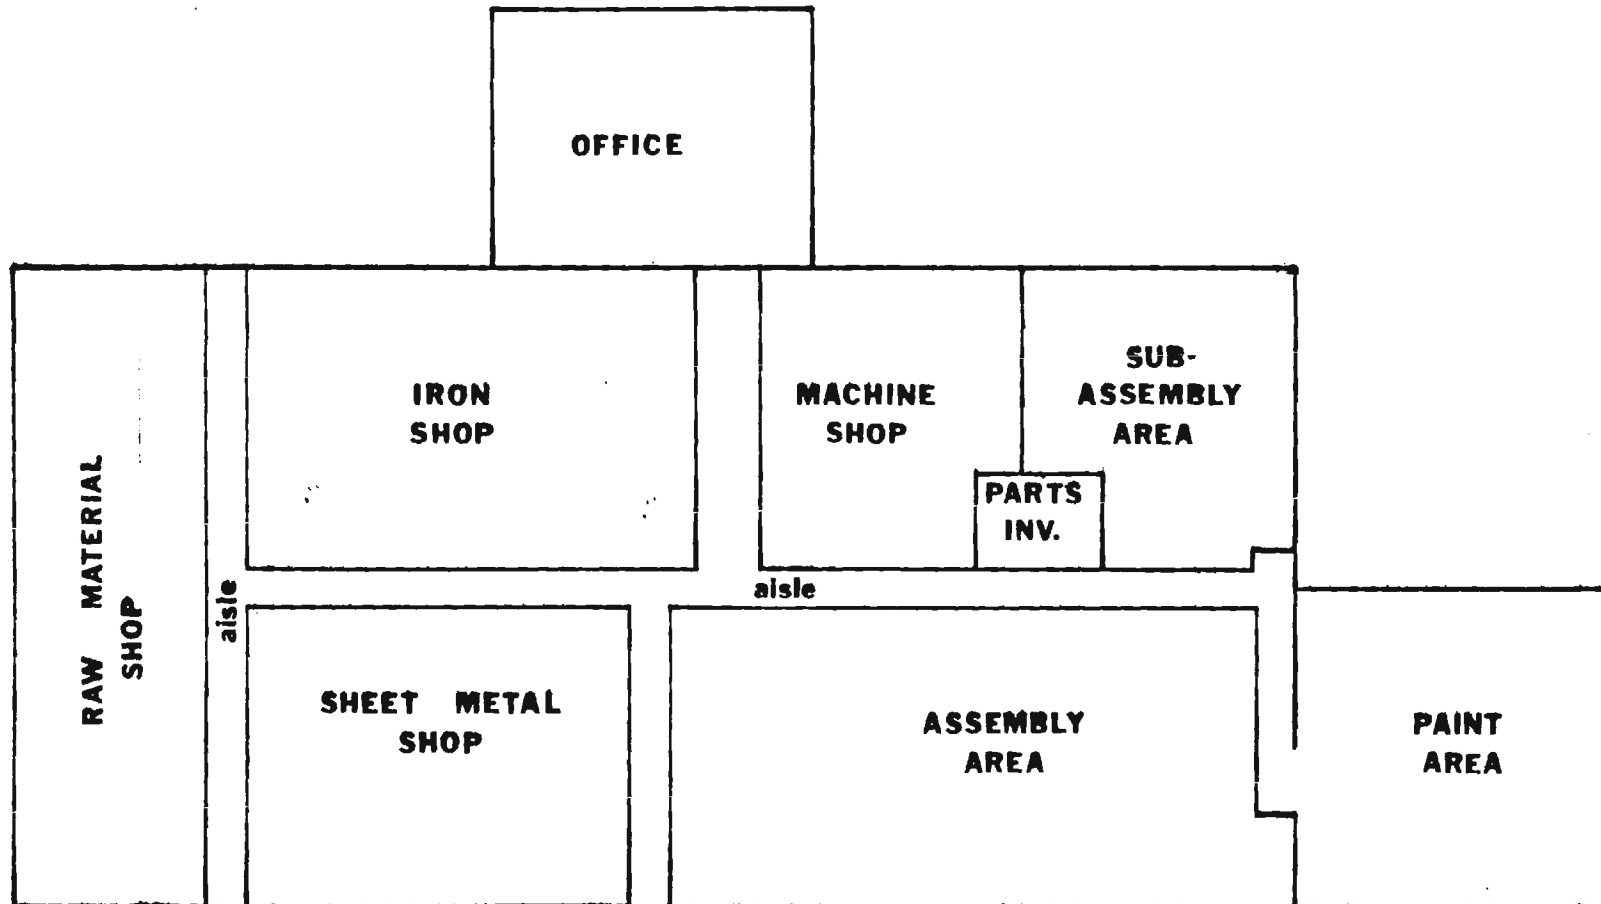 OFFICE
IRON
SHOP
MACHINE
SHOP
SUB-
ASSEMBLY
AREA
PARTS
INV.
RAW MATERIAL
SHOP
aisle
aisle
SHEET METAL
SHOP
ASSEMBLY
AREA
PAINT
AREA